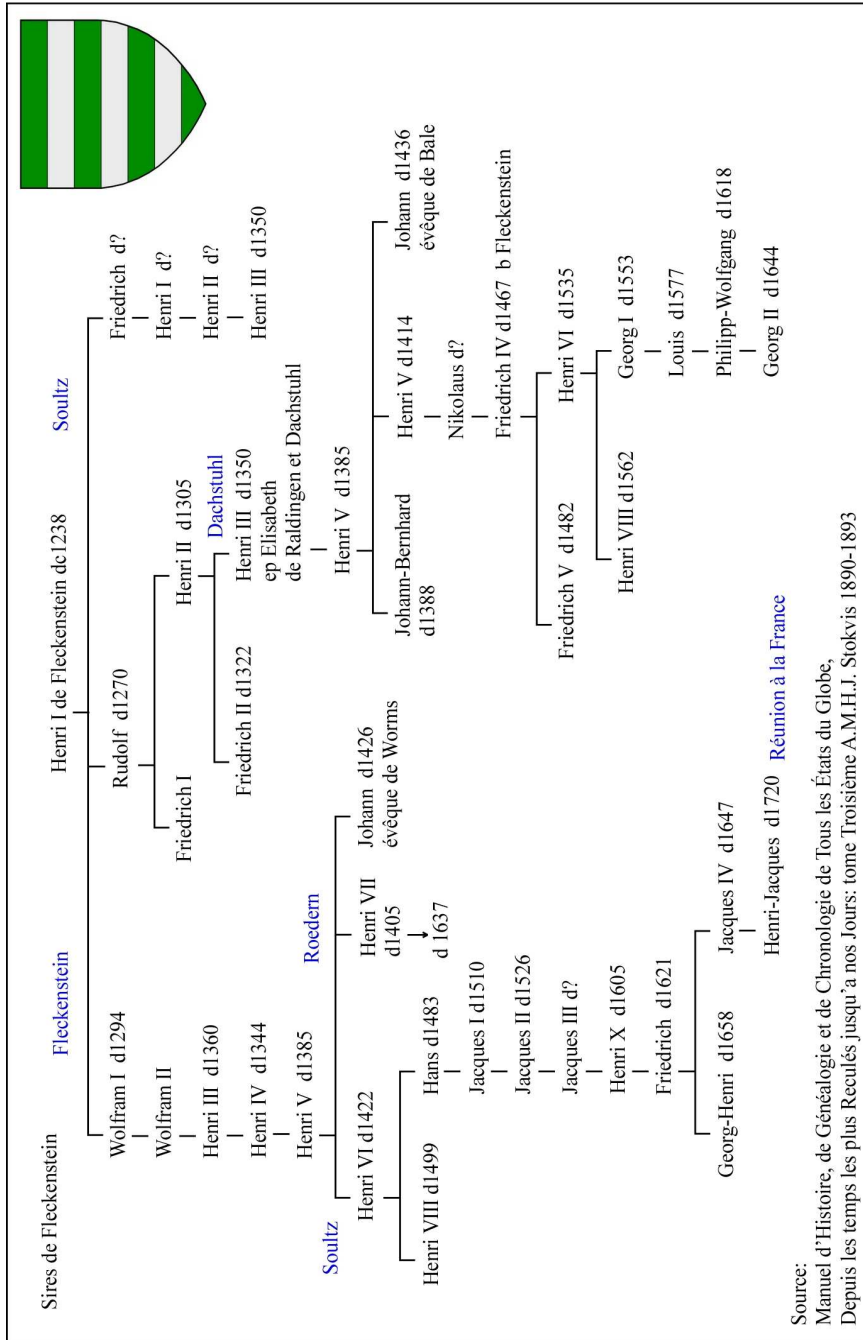 Sires de Fleckenstein
Henri I de Fleckenstein dc1238
Fleckenstein
Soultz
Wolfram I d1294
Rudolf d1270
Friedrich d?
Wolfram II
Friedrich I
Henri II d1305
Henri I d?
Henri III d1360
Henri II d?
Dachstuhl
Henri IV d1344
Friedrich II d1322
Henri III d1350
ep Elisabeth
de Raldingen et Dachstuhl
Henri III d1350
Henri V d1385
Roedern
Henri V d1385
Soultz
Henri VI d1422
Henri VII
d1405
Johann d1426
évêque de Worms
Johann-Bernhard
d1388
Henri V d1414
Johann d1436
évêque de Bale
Henri VIII d1499
Hans d1483
d 1637
Nikolaus d?
Jacques I d1510
Friedrich IV d1467 b Fleckenstein
Jacques II d1526
Friedrich V d1482
Henri VI d1535
Jacques III d?
Henri VIII d1562
Georg I d1553
Henri X d1605
Louis d1577
Friedrich d1621
Philipp-Wolfgang d1618
Georg-Henri d1658
Jacques IV d1647
Georg II d1644
Henri-Jacques d1720
Réunion à la France
Source:
Manuel d'Histoire, de Généalogie et de Chronologie de Tous les États du Globe,
Depuis les temps les plus Reculés jusqu'a nos Jours: tome Troisième A.M.H.J. Stokvis 1890-1893